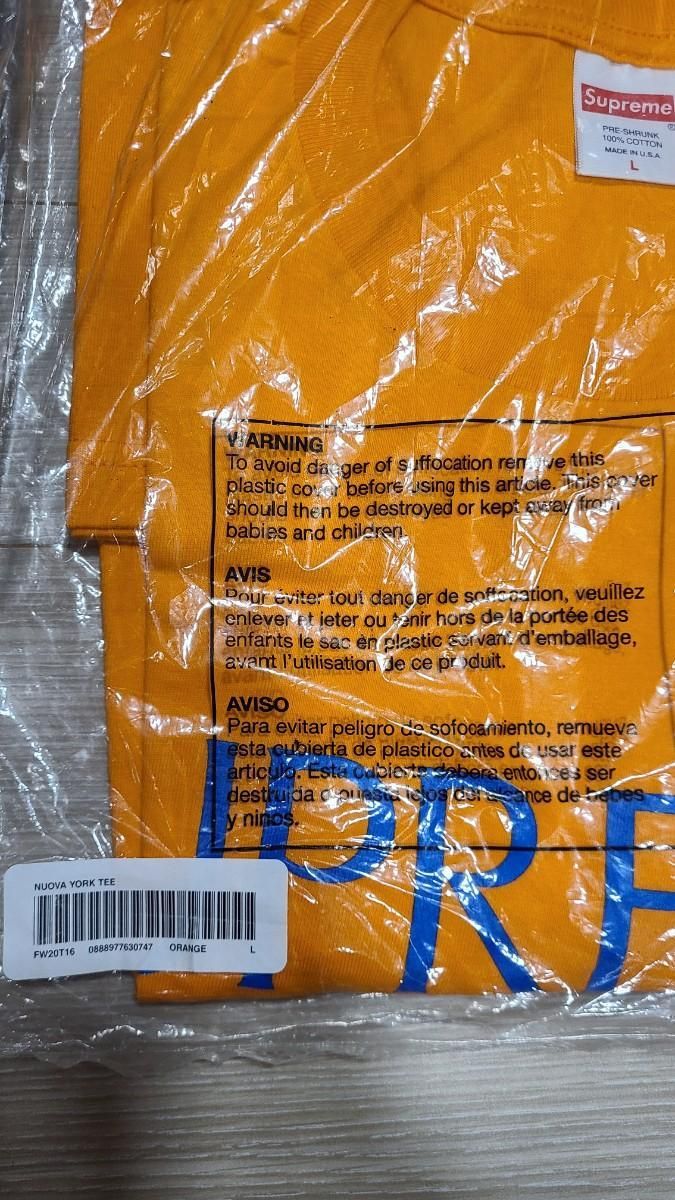 Supreme
®
PRE-SHRUNK
100% COTTON
MADE IN U.S.A.
L
WARNING
To avoid danger of suffocation remove this
plastic cover before using this article. This cover
should then be destroyed or kept away from
babies and children.
AVIS
Pour éviter tout danger de suffocation, veuillez
enlever et jeter ou tenir hors de la portée des
enfants le sac en plastic servant d'emballage,
avant l'utilisation de ce produit.
AVISO
Para evitar peligro de sofocamiento, remueva
esta cubierta de plastico antes de usar este
articulo. Esta cubierta debera entonces ser
destruida o puesta lejos del alcance de bebes
y ninos.
PRE
NUOVA YORK TEE
FW20T16 0888977630747 ORANGE L